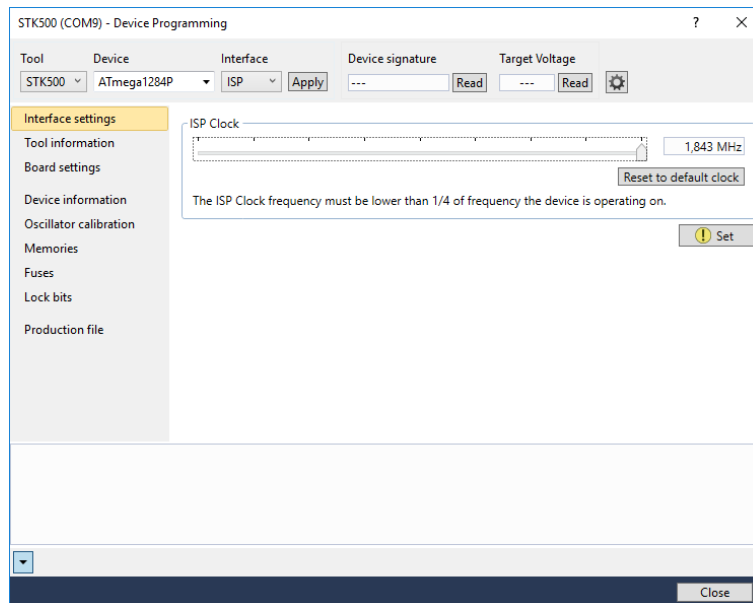 STK500 (COM9) - Device Programming
? ×
Tool Device Interface Device signature Target Voltage
STK500 ATmega1284P ISP Apply --- Read --- Read
Interface settings
Tool information
Board settings
Device information
Oscillator calibration
Memories
Fuses
Lock bits
Production file
ISP Clock
1,843 MHz
Reset to default clock
The ISP Clock frequency must be lower than 1/4 of frequency the device is operating on.
! Set
Close